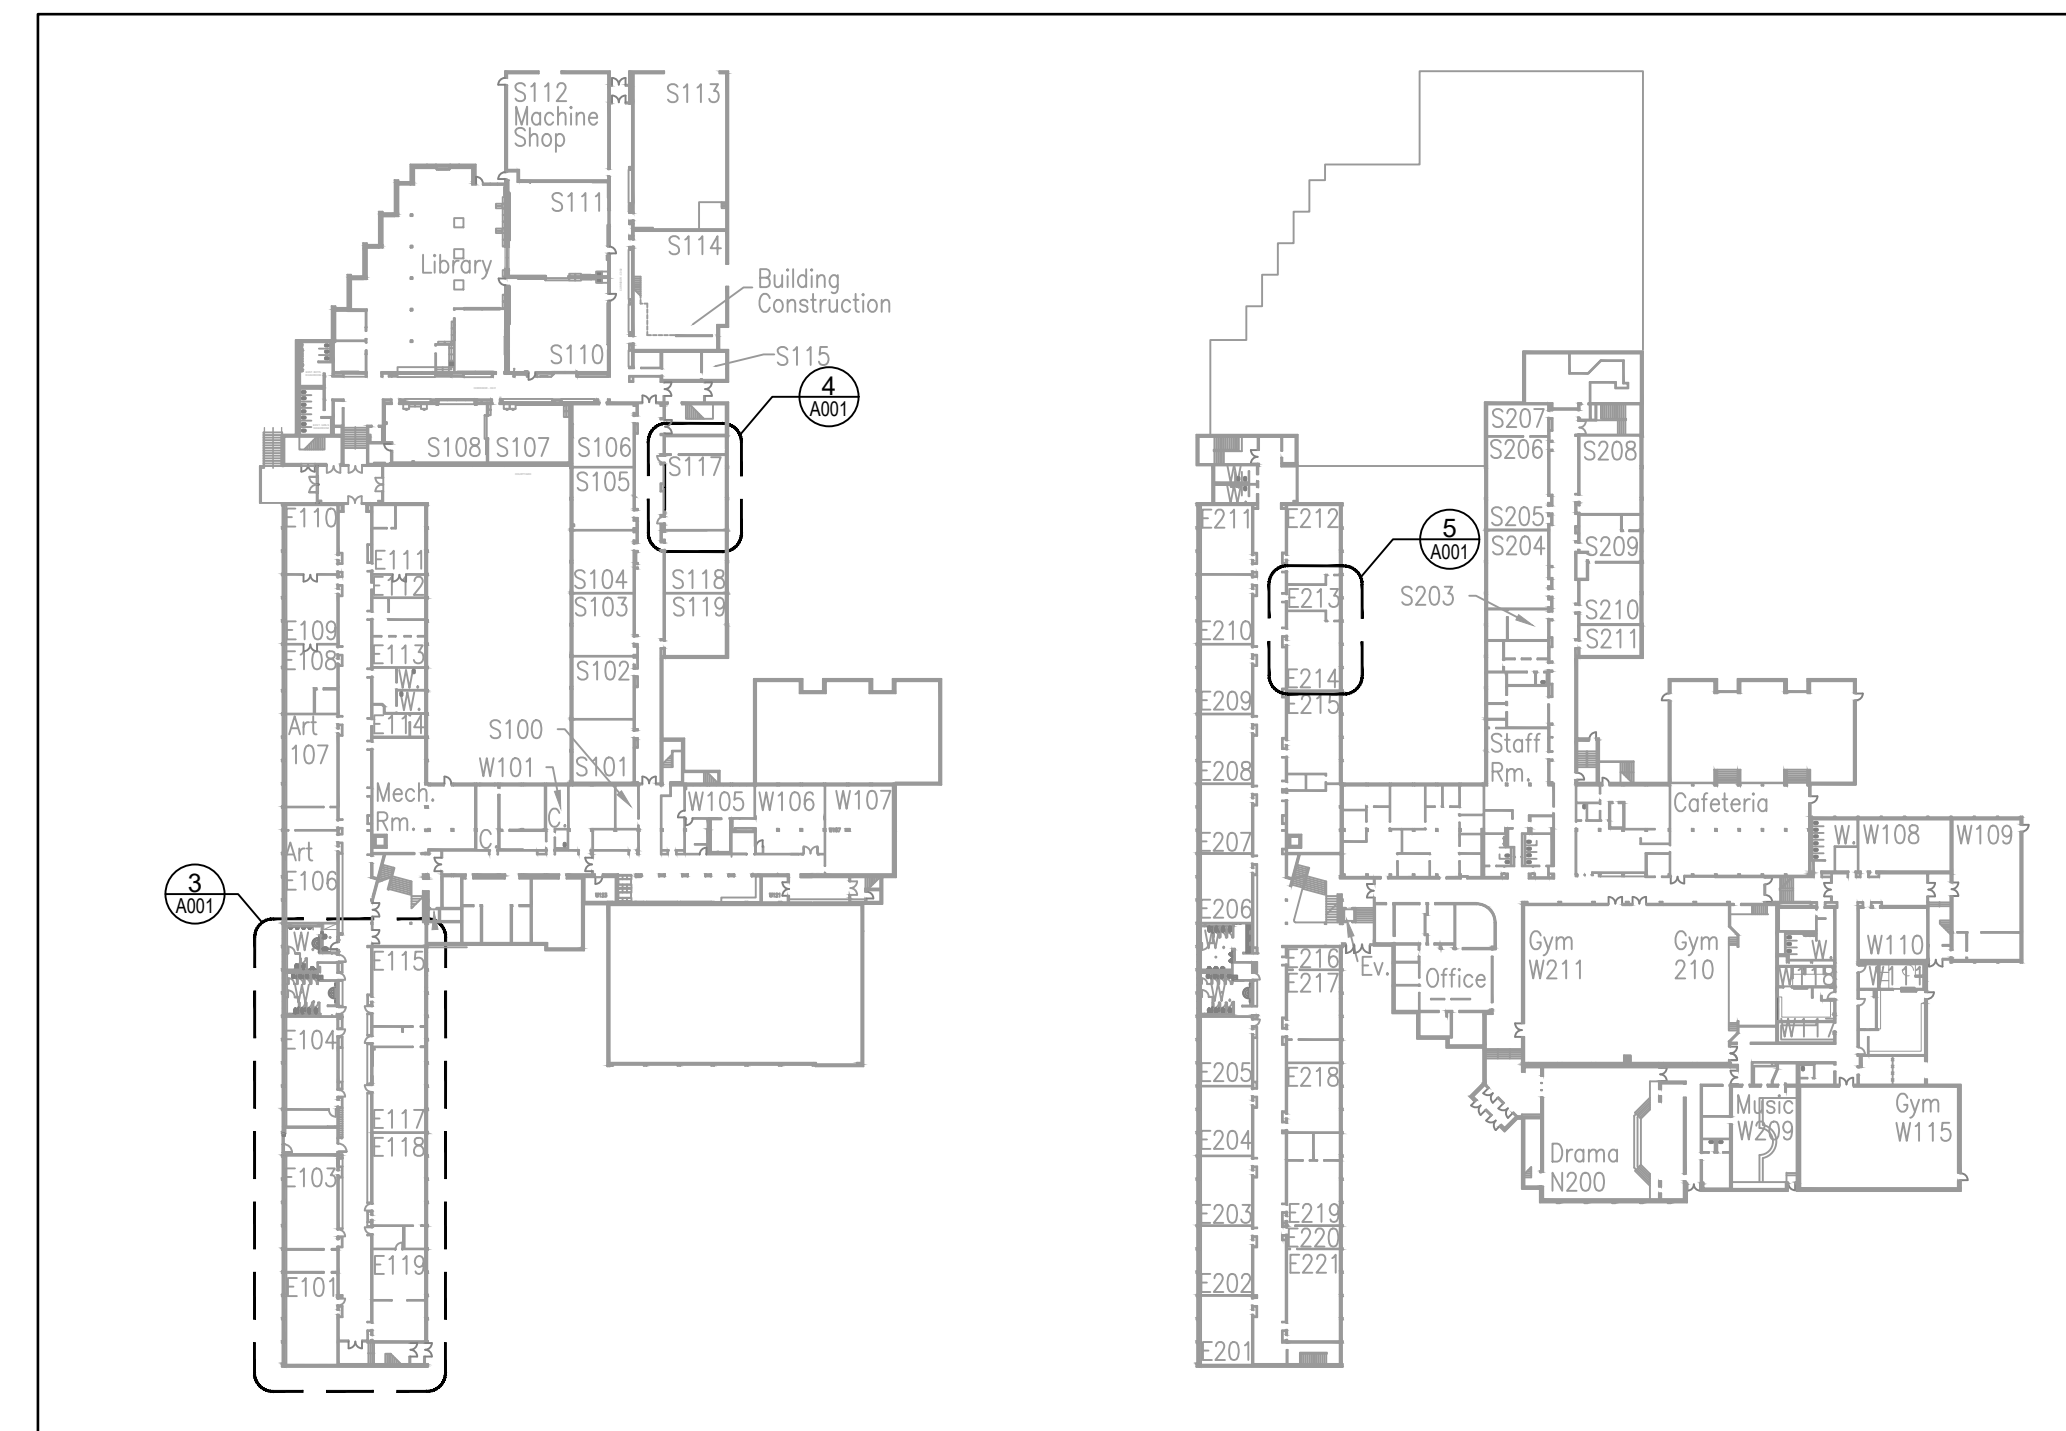 S112
Machine
Shop
S113
S111
S114
Library
Building
Construction
S110
S115
4
A001
S108
S107
S106
S117
S105
E110
E111
S104
S118
E112
S103
S119
E109
E108
E113
W.
S102
W.
E114
Art
107
S100
W101
S101
Mech.
Rm.
W105
W106
W107
C.
C.
Art
E106
3
A001
W.
E115
W.
E104
E117
E118
E103
E119
E101
S207
S206
S208
W.
W.
E211
E212
S205
5
A001
S204
S209
E213
S203
S210
E210
S211
E214
E209
E215
Staff
Rm.
E208
Cafeteria
E207
W.
W108
W109
E206
W.
Gym
W211
Gym
210
W.
W110
E216
Ev.
E217
Office
W118
W111
W.
W117
E205
E218
Music
W209
Gym
W115
E204
Drama
N200
E203
E219
E220
E202
E221
E201